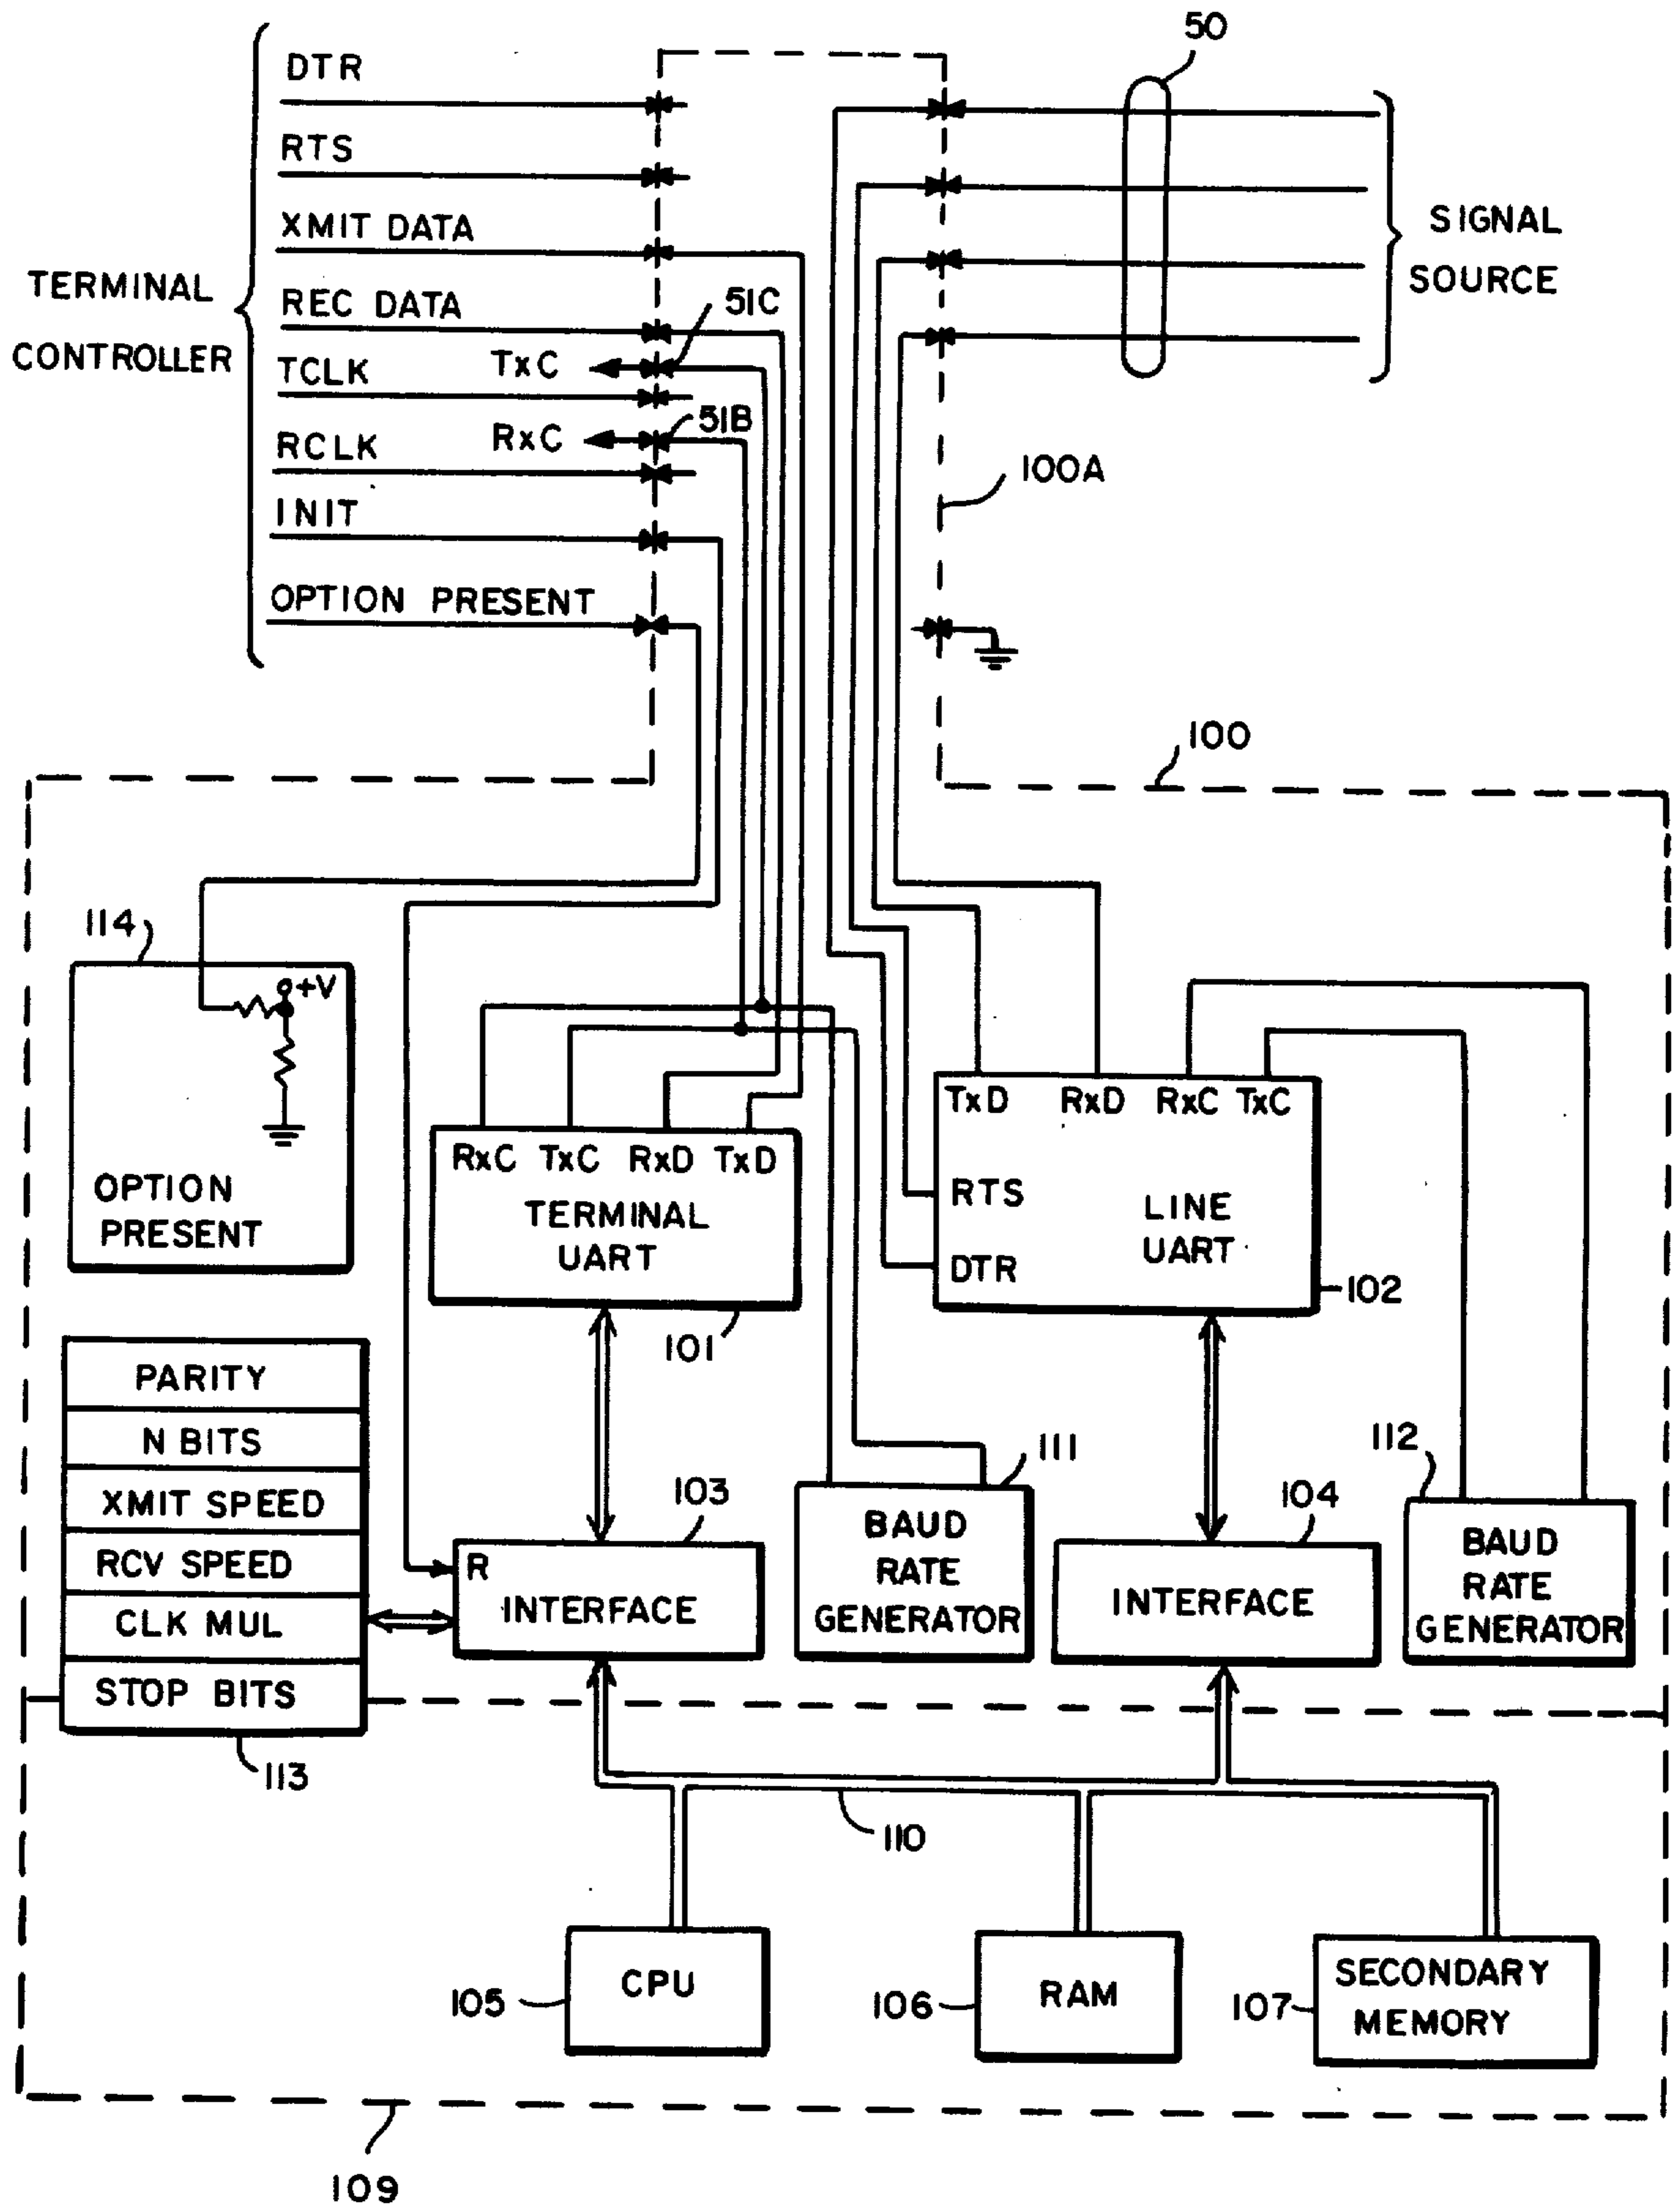 50
DTR
RTS
XMIT DATA
SIGNAL
SOURCE
TERMINAL
CONTROLLER
REC DATA
51C
TxC
TCLK
51B
RxC
RCLK
100A
INIT
OPTION PRESENT
100
114
+V
OPTION
PRESENT
RxC TxC RxD TxD
TERMINAL
UART
101
TxD RxD RxC TxC
RTS
DTR
LINE
UART
102
PARITY
N BITS
XMIT SPEED
RCV SPEED
CLK MUL
STOP BITS
113
103
R
INTERFACE
111
BAUD
RATE
GENERATOR
104
INTERFACE
112
BAUD
RATE
GENERATOR
110
CPU
105
RAM
106
SECONDARY
MEMORY
107
109